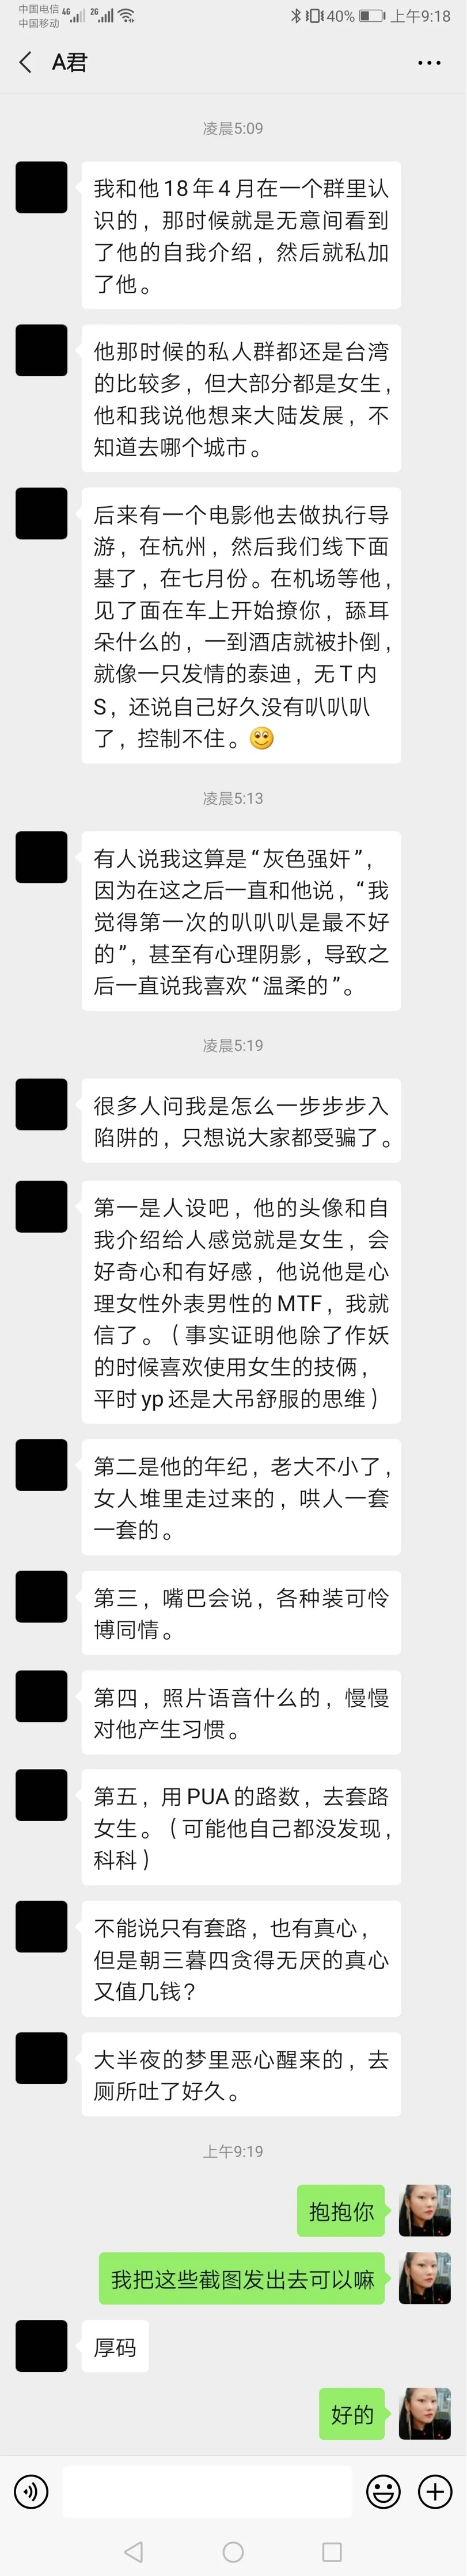 中国电信 4G 2G 40% 上午9:18
中国移动
A君
凌晨5:09
我和他18年4月在一个群里认
识的，那时候就是无意间看到
了他的自我介绍，然后就私加
了他。
他那时候的私人群都还是台湾
的比较多，但大部分都是女生，
他和我说他想来大陆发展，不
知道去哪个城市。
后来有一个电影他去做执行导
游，在杭州，然后我们线下面
基了，在七月份。在机场等他，
见了面在车上开始撩你，舔耳
朵什么的，一到酒店就被扑倒，
就像一只发情的泰迪，无T内
S，还说自己好久没有叭叭叭
了，控制不住。
凌晨5:13
有人说我这算是“灰色强奸”，
因为在这之后一直和他说，“我
觉得第一次的叭叭叭是最不好
的”，甚至有心理阴影，导致之
后一直说我喜欢“温柔的”。
凌晨5:19
很多人问我是怎么一步步步入
陷阱的，只想说大家都受骗了。
第一是人设吧，他的头像和自
我介绍给人感觉就是女生，会
好奇心和有好感，他说他是心
理女性外表男性的MTF，我就
信了。（事实证明他除了作妖
的时候喜欢使用女生的技俩，
平时yp还是大吊舒服的思维）
第二是他的年纪，老大不小了，
女人堆里走过来的，哄人一套
一套的。
第三，嘴巴会说，各种装可怜
博同情。
第四，照片语音什么的，慢慢
对他产生习惯。
第五，用PUA的路数，去套路
女生。（可能他自己都没发现，
科科）
不能说只有套路，也有真心，
但是朝三暮四贪得无厌的真心
又值几钱？
大半夜的梦里恶心醒来的，去
厕所吐了好久。
上午9:19
抱抱你
我把这些截图发出去可以嘛
厚码
好的